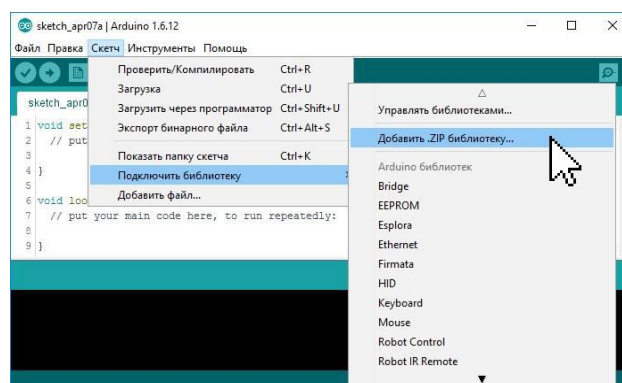 sketch_apr07a | Arduino 1.6.12
Файл Правка Скетч Инструменты Помощь
sketch_apr0
Проверить/Компилировать Ctrl+R
Загрузка Ctrl+U
Загрузить через программатор Ctrl+Shift+U
Экспорт бинарного файла Ctrl+Alt+S
Показать папку скетча Ctrl+K
Подключить библиотеку
Добавить файл...
Управлять библиотеками...
Добавить .ZIP библиотеку...
Arduino библиотек
Bridge
EEPROM
Esplora
Ethernet
Firmata
HID
Keyboard
Mouse
Robot Control
Robot IR Remote
1 void set
2 // put
3
4 }
5
6 void loo
7 // put your main code here, to run repeatedly:
8
9 }